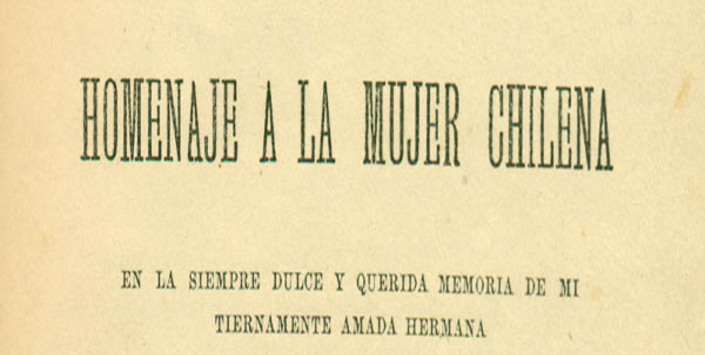 HOMENAJE A LA MUJER CHILENA
EN LA SIEMPRE DULCE Y QUERIDA MEMORIA DE MI
TIERNAMENTE AMADA HERMANA